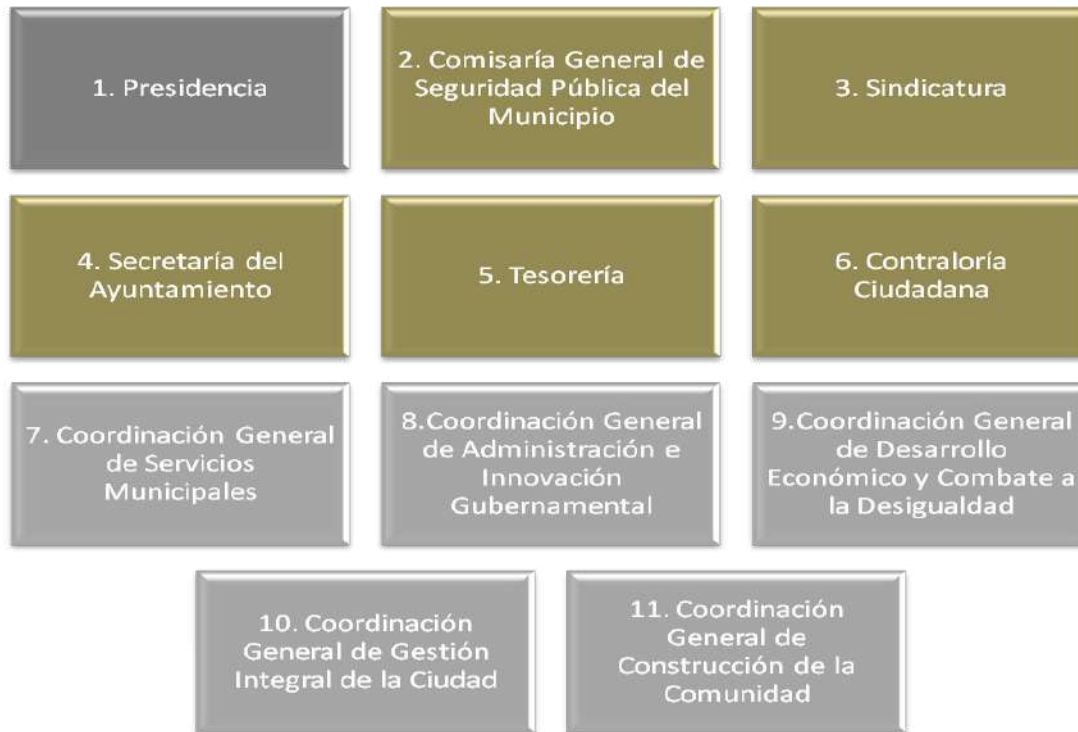 1. Presidencia
2. Comisaría General de
Seguridad Pública del
Municipio
3. Sindicatura
4. Secretaría del
Ayuntamiento
5. Tesorería
6. Contraloría
Ciudadana
7. Coordinación General
de Servicios
Municipales
8.Coordinación General
de Administración e
Innovación
Gubernamental
9.Coordinación General
de Desarrollo
Económico y Combate a
la Desigualdad
10. Coordinación
General de Gestión
Integral de la Ciudad
11. Coordinación
General de
Construcción de la
Comunidad